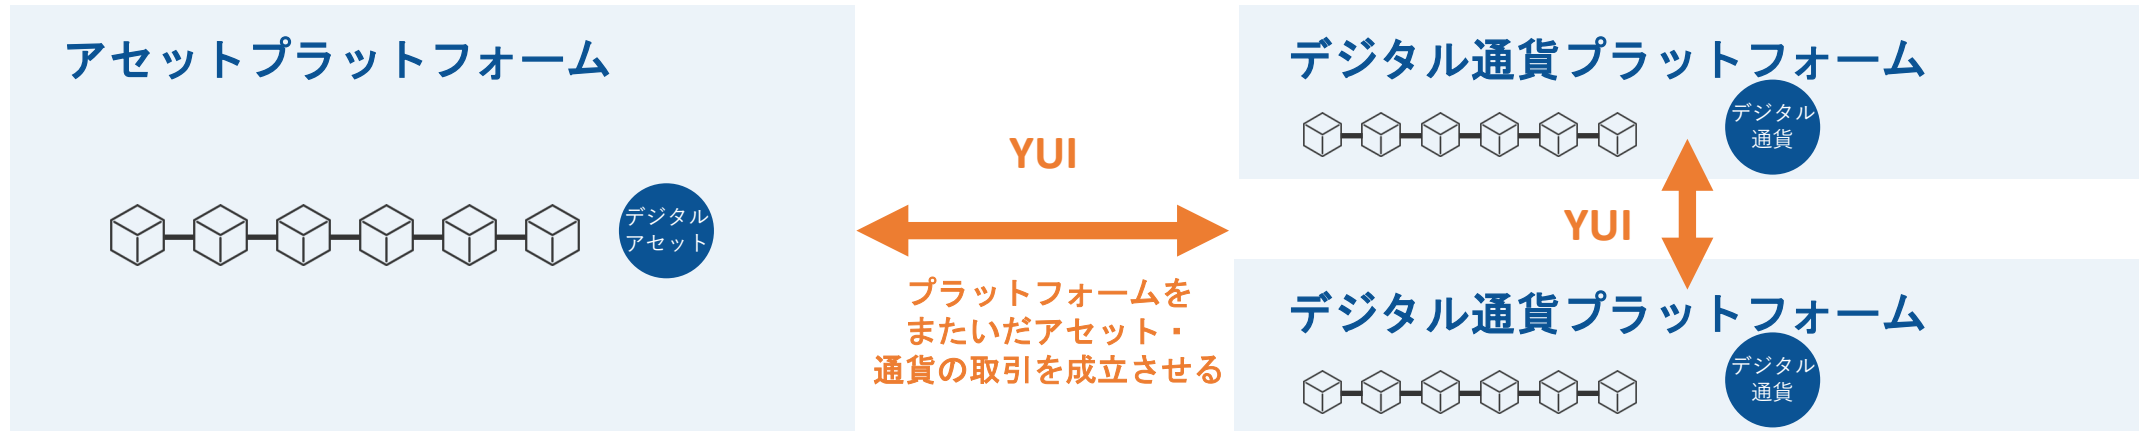 アセットプラットフォーム
デジタル
アセット
YUI
プラットフォームを
またいだアセット・
通貨の取引を成立させる
デジタル通貨プラットフォーム
デジタル
通貨
YUI
デジタル通貨プラットフォーム
デジタル
通貨